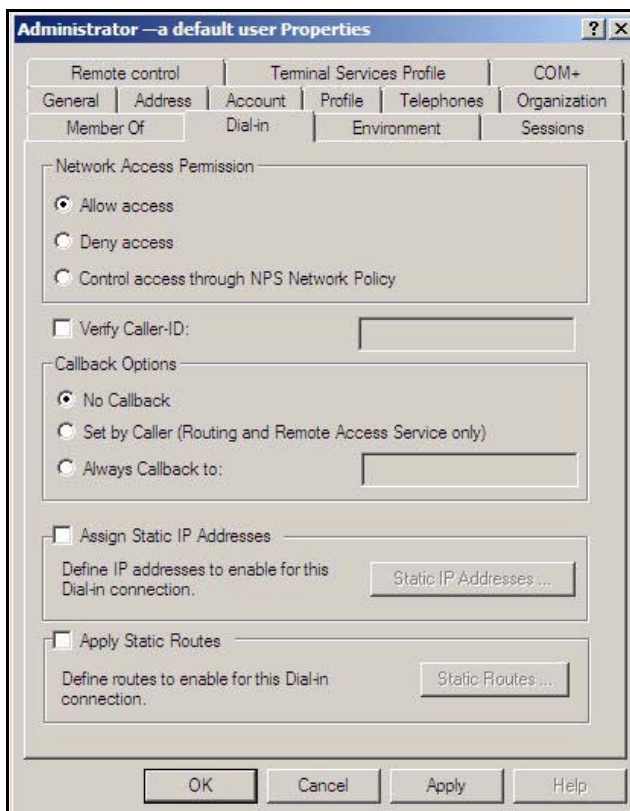 Administrator —a default user Properties
? X
Remote control Terminal Services Profile COM+
General Address Account Profile Telephones Organization
Member Of Dial-in Environment Sessions
Network Access Permission
Allow access
Deny access
Control access through NPS Network Policy
Verify Caller-ID:
Callback Options
No Callback
Set by Caller (Routing and Remote Access Service only)
Always Callback to:
Assign Static IP Addresses
Define IP addresses to enable for this Static IP Addresses ...
Dial-in connection.
Apply Static Routes
Define routes to enable for this Dial-in Static Routes ...
connection.
OK Cancel Apply Help